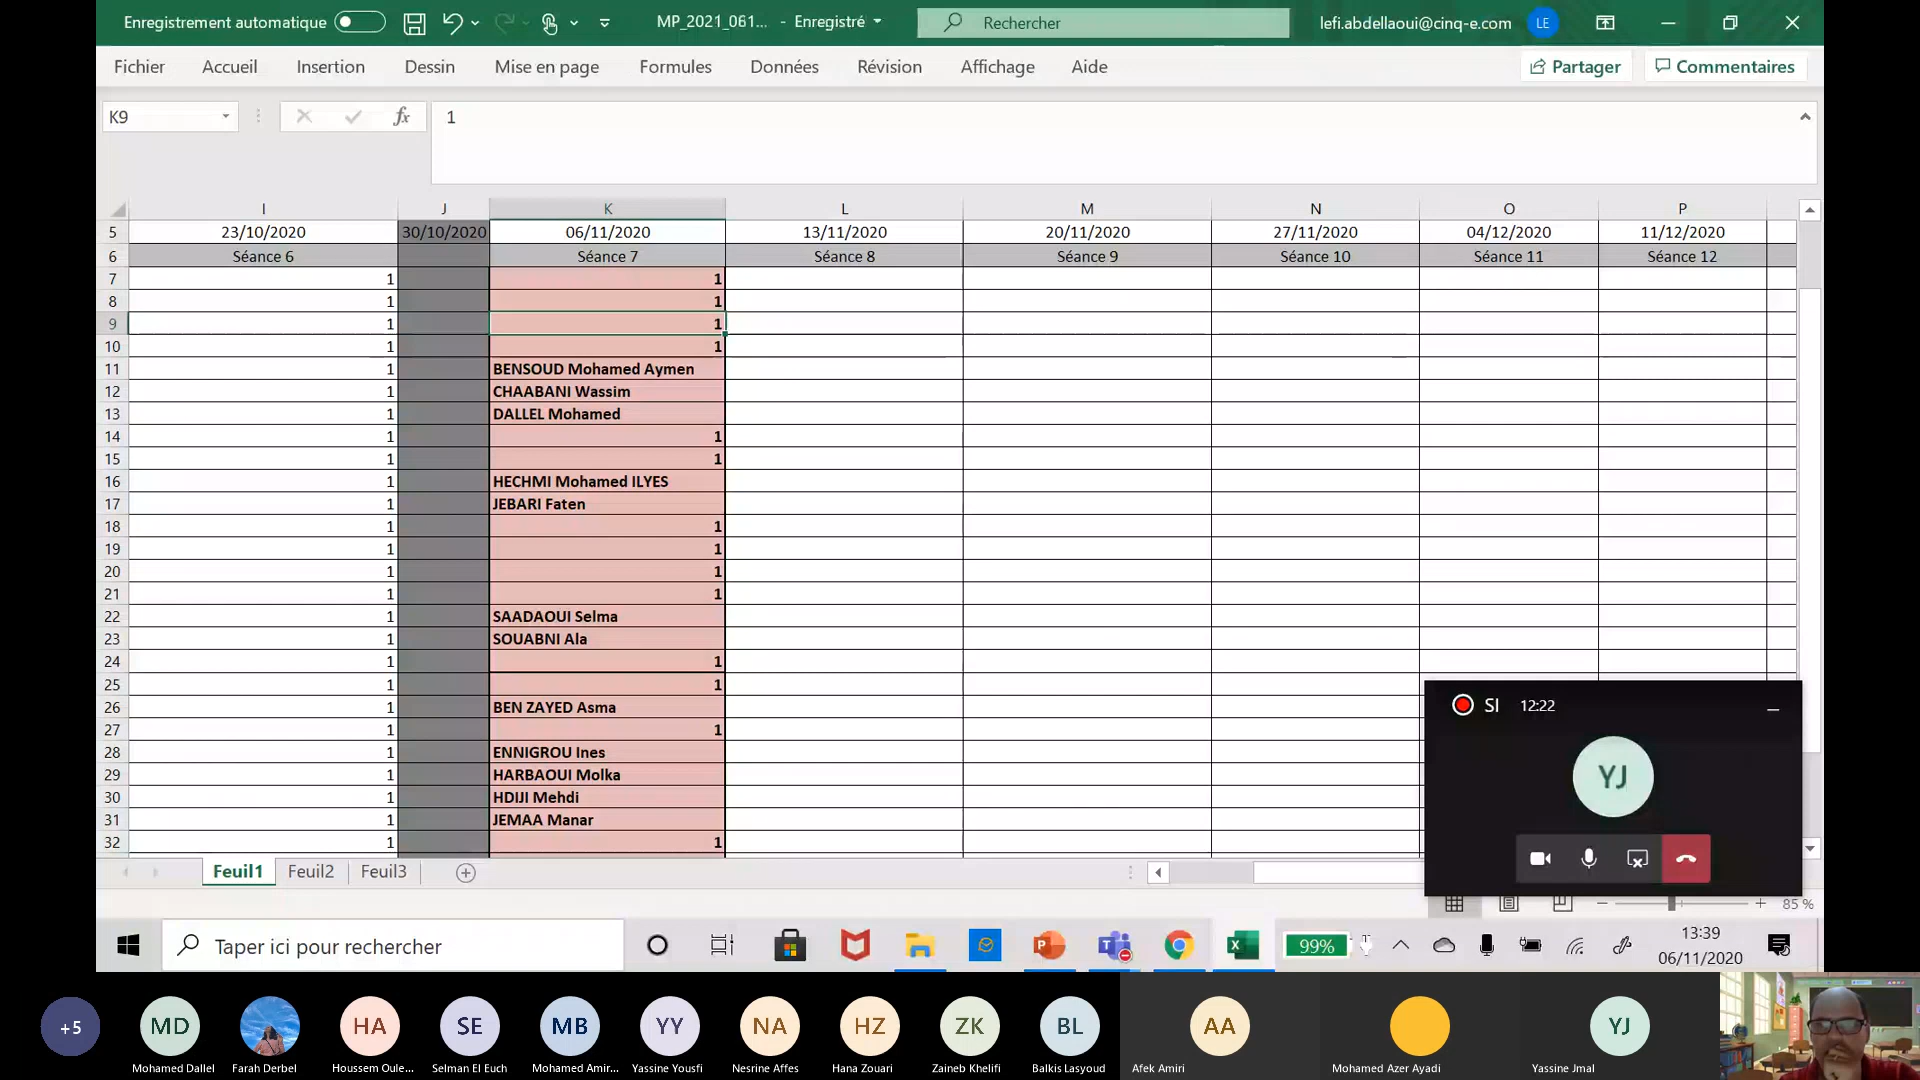 Enregistrement automatique
MP_2021_061... - Enregistré
Rechercher
lefi.abdellaoui@cinq-e.com
LE
Fichier Accueil Insertion Dessin Mise en page Formules Données Révision Affichage Aide
Partager Commentaires
K9
fx
1
I J K L M N O P
5 23/10/2020 30/10/2020 06/11/2020 13/11/2020 20/11/2020 27/11/2020 04/12/2020 11/12/2020
6 Séance 6 Séance 7 Séance 8 Séance 9 Séance 10 Séance 11 Séance 12
7 1 1
8 1 1
9 1 1
10 1 1
11 1 BENSOUD Mohamed Aymen
12 1 CHAABANI Wassim
13 1 DALLEL Mohamed
14 1 1
15 1 1
16 1 HECHMI Mohamed ILYES
17 1 JEBARI Faten
18 1 1
19 1 1
20 1 1
21 1 1
22 1 SAADAOUI Selma
23 1 SOUABNI Ala
24 1 1
25 1 1
26 1 BEN ZAYED Asma
27 1 1
28 1 ENNIGROU Ines
29 1 HARBAOUI Molka
30 1 HDIJI Mehdi
31 1 JEMAA Manar
32 1 1
SI 12:22
YJ
Feuil1 Feuil2 Feuil3
85 %
Taper ici pour rechercher
99%
13:39
06/11/2020
+5 MD HA SE MB YY NA HZ ZK BL AA YJ
Mohamed Dallel Farah Derbel Houssem Oule... Selman El Euch Mohamed Amir... Yassine Yousfi Nesrine Affes Hana Zouari Zaineb Khelifi Balkis Lasyoud Afek Amiri Mohamed Azer Ayadi Yassine Jmal